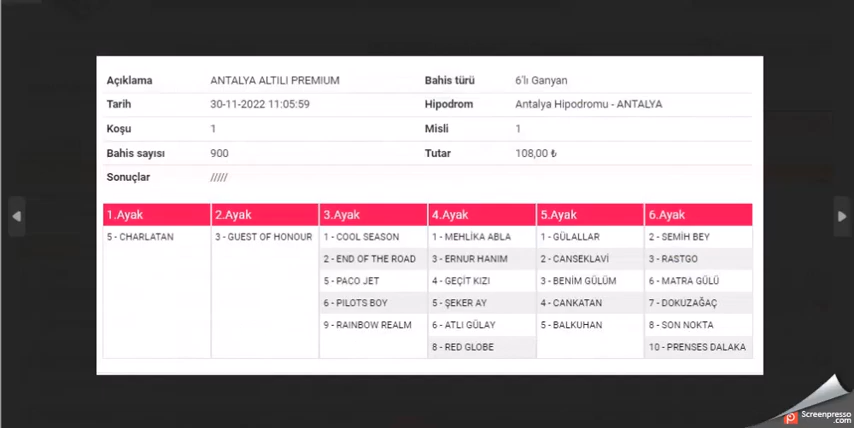 Açıklama ANTALYA ALTILI PREMIUM Bahis türü 6'lı Ganyan
Tarih 30-11-2022 11:05:59 Hipodrom Antalya Hipodromu - ANTALYA
Koşu 1 Misli 1
Bahis sayısı 900 Tutar 108,00 ₺
Sonuçlar /////
1.Ayak 2.Ayak 3.Ayak 4.Ayak 5.Ayak 6.Ayak
5 - CHARLATAN 3 - GUEST OF HONOUR 1 - COOL SEASON 1 - MEHLİKA ABLA 1 - GÜLALLAR 2 - SEMİH BEY
2 - END OF THE ROAD 3 - ERNUR HANIM 2 - CANSEKLAVİ 3 - RASTGO
5 - PACO JET 4 - GEÇİT KIZI 3 - BENİM GÜLÜM 6 - MATRA GÜLÜ
6 - PILOTS BOY 5 - ŞEKER AY 4 - CANKATAN 7 - DOKUZAĞAÇ
9 - RAINBOW REALM 6 - ATLI GÜLAY 5 - BALKUHAN 8 - SON NOKTA
8 - RED GLOBE 10 - PRENSES DALAKA
Screenpresso
.com